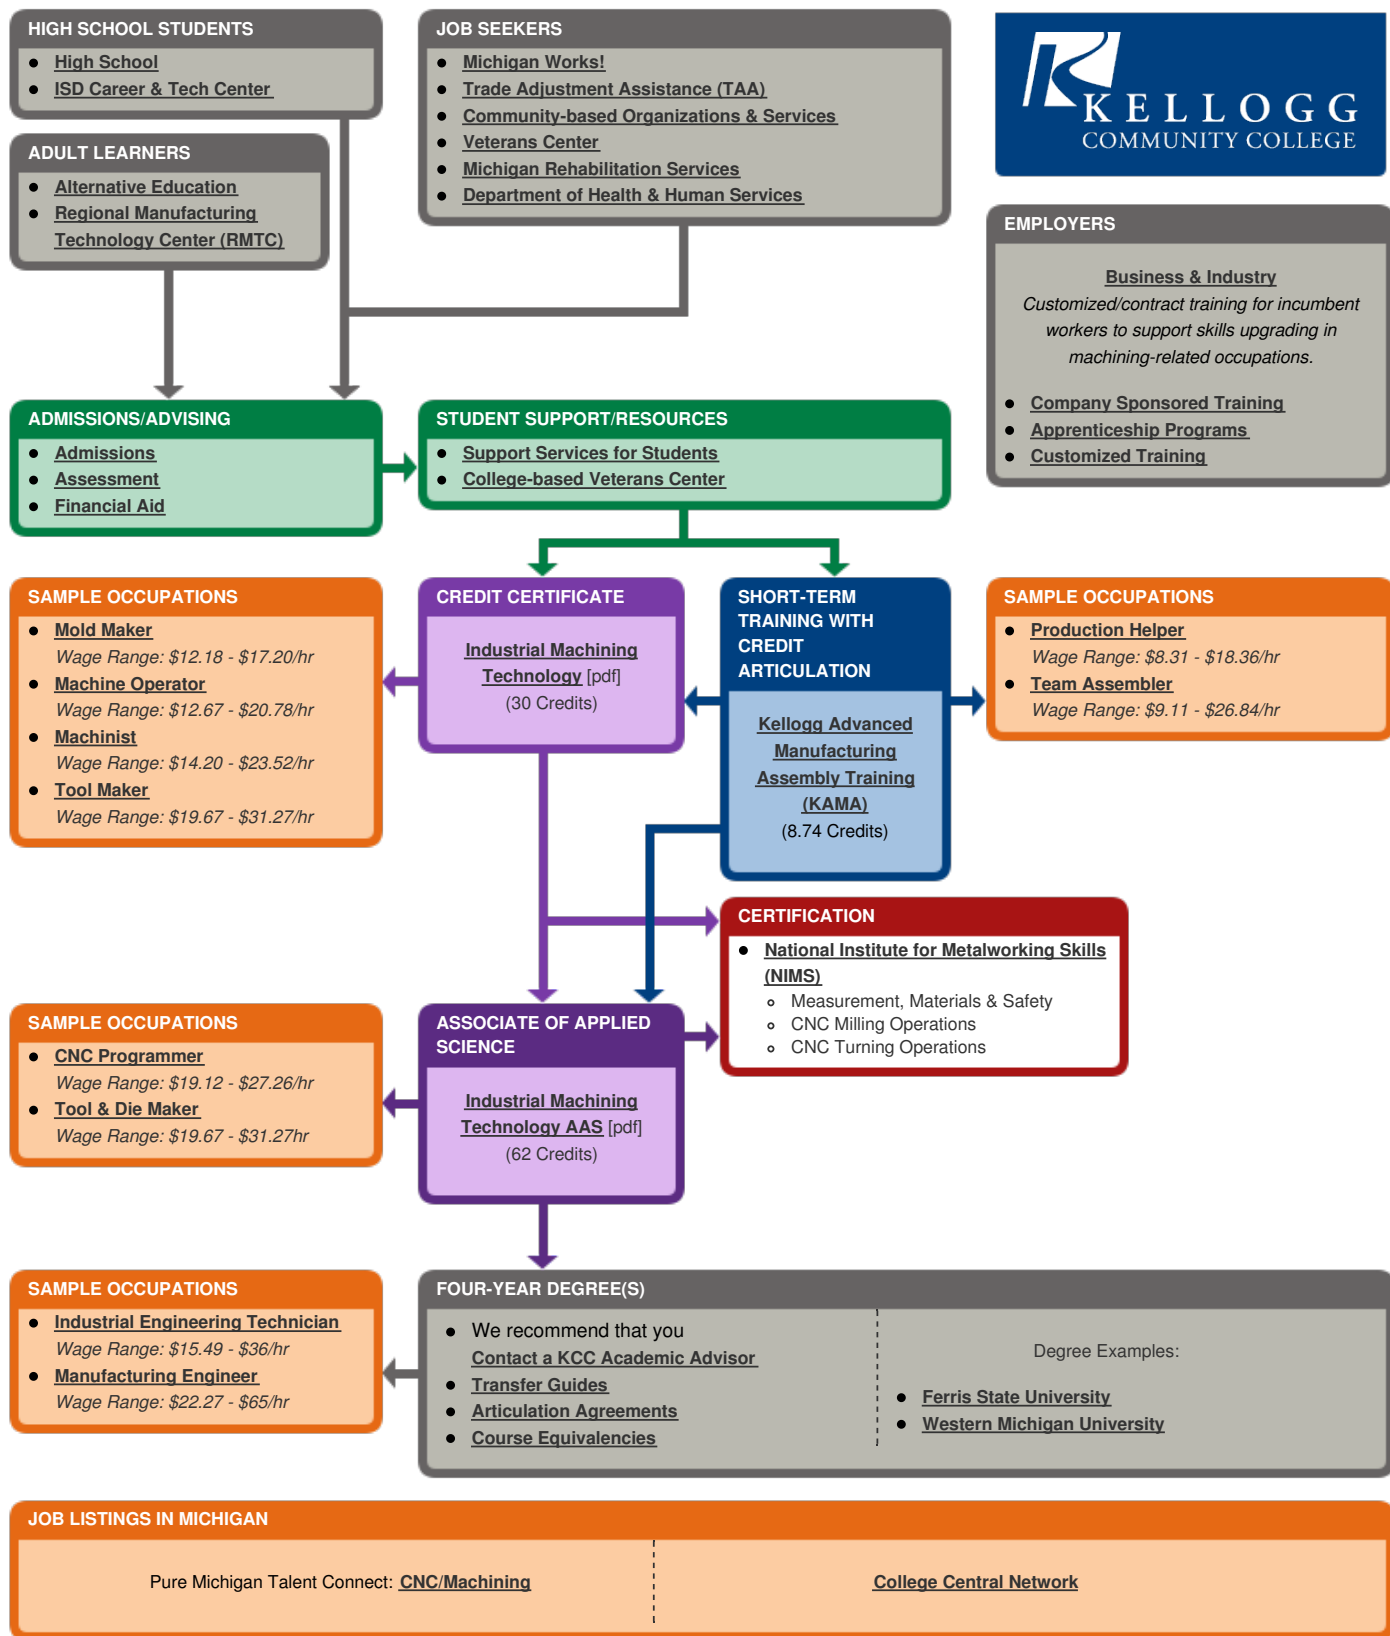 HIGH SCHOOL STUDENTS
High School
ISD Career & Tech Center
JOB SEEKERS
Michigan Works!
Trade Adjustment Assistance (TAA)
Community-based Organizations & Services
Veterans Center
Michigan Rehabilitation Services
Department of Health & Human Services
KELLOGG
COMMUNITY COLLEGE
ADULT LEARNERS
Alternative Education
Regional Manufacturing
Technology Center (RMTC)
EMPLOYERS
Business & Industry
Customized/contract training for incumbent
workers to support skills upgrading in
machining-related occupations.
Company Sponsored Training
Apprenticeship Programs
Customized Training
ADMISSIONS/ADVISING
Admissions
Assessment
Financial Aid
STUDENT SUPPORT/RESOURCES
Support Services for Students
College-based Veterans Center
SAMPLE OCCUPATIONS
Mold Maker
Wage Range: $12.18 - $17.20/hr
Machine Operator
Wage Range: $12.67 - $20.78/hr
Machinist
Wage Range: $14.20 - $23.52/hr
Tool Maker
Wage Range: $19.67 - $31.27/hr
CREDIT CERTIFICATE
Industrial Machining
Technology [pdf]
(30 Credits)
SHORT-TERM
TRAINING WITH
CREDIT
ARTICULATION
Kellogg Advanced
Manufacturing
Assembly Training
(KAMA)
(8.74 Credits)
SAMPLE OCCUPATIONS
Production Helper
Wage Range: $8.31 - $18.36/hr
Team Assembler
Wage Range: $9.11 - $26.84/hr
CERTIFICATION
National Institute for Metalworking Skills
(NIMS)
Measurement, Materials & Safety
CNC Milling Operations
CNC Turning Operations
SAMPLE OCCUPATIONS
CNC Programmer
Wage Range: $19.12 - $27.26/hr
Tool & Die Maker
Wage Range: $19.67 - $31.27hr
ASSOCIATE OF APPLIED
SCIENCE
Industrial Machining
Technology AAS [pdf]
(62 Credits)
SAMPLE OCCUPATIONS
Industrial Engineering Technician
Wage Range: $15.49 - $36/hr
Manufacturing Engineer
Wage Range: $22.27 - $65/hr
FOUR-YEAR DEGREE(S)
We recommend that you
Contact a KCC Academic Advisor
Transfer Guides
Articulation Agreements
Course Equivalencies
Degree Examples:
Ferris State University
Western Michigan University
JOB LISTINGS IN MICHIGAN
Pure Michigan Talent Connect: CNC/Machining
College Central Network